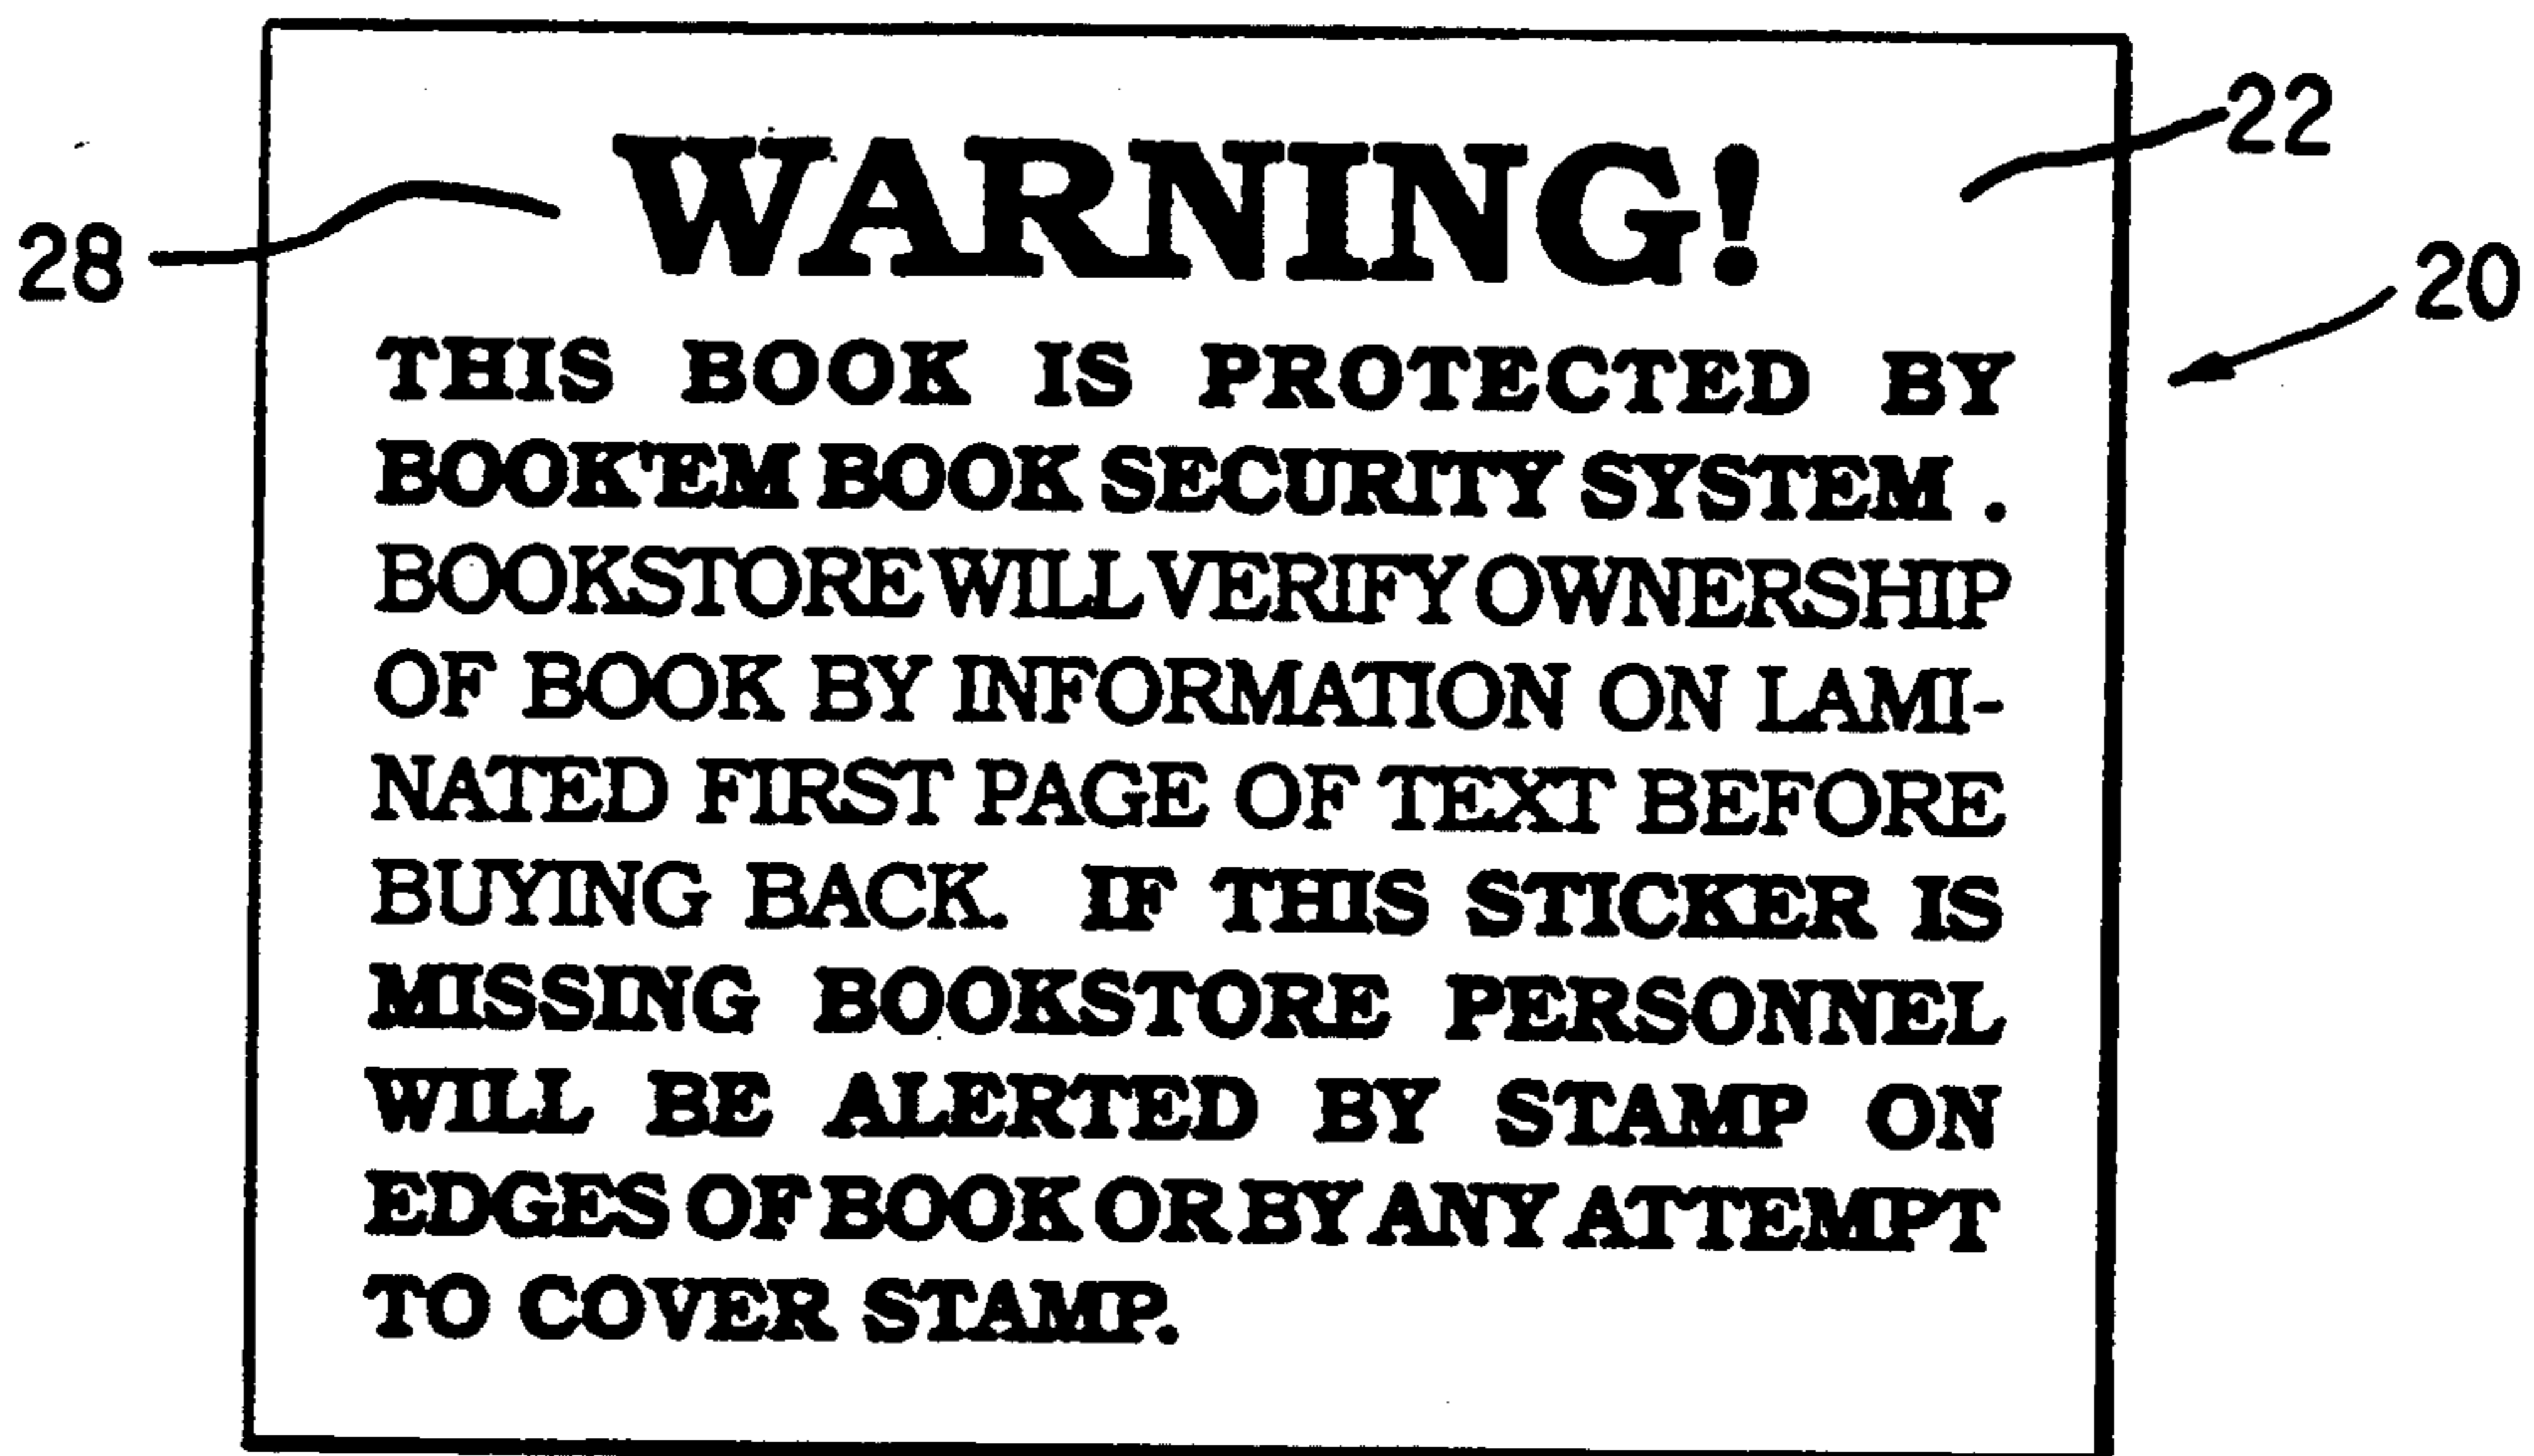 WARNING!
22
28
20
THIS BOOK IS PROTECTED BY
BOOK'EM BOOK SECURITY SYSTEM .
BOOKSTORE WILL VERIFY OWNERSHIP
OF BOOK BY INFORMATION ON LAMI-
NATED FIRST PAGE OF TEXT BEFORE
BUYING BACK. IF THIS STICKER IS
MISSING BOOKSTORE PERSONNEL
WILL BE ALERTED BY STAMP ON
EDGES OF BOOK OR BY ANY ATTEMPT
TO COVER STAMP.